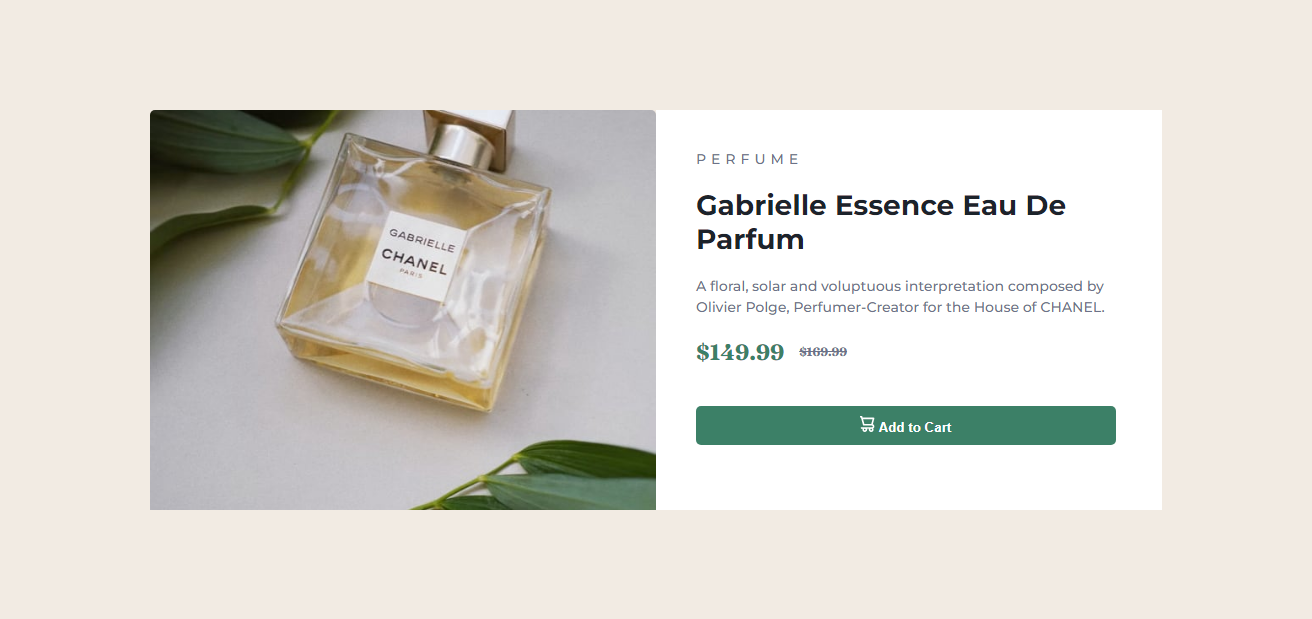 GABRIELLE
CHANEL
PARIS
PERFUME
Gabrielle Essence Eau De
Parfum
A floral, solar and voluptuous interpretation composed by
Olivier Polge, Perfumer-Creator for the House of CHANEL.
$149.99 $169.99
Add to Cart